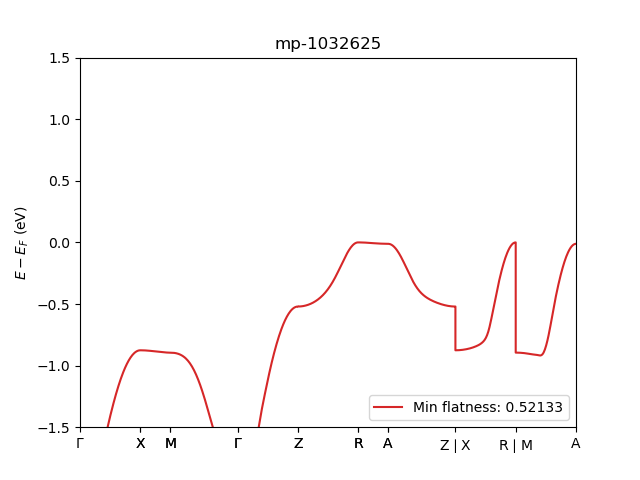 mp-1032625
E − E_F (eV)
1.5
1.0
0.5
0.0
−0.5
−1.0
−1.5
Γ X M Γ Z R A Z | X R | M A
Min flatness: 0.52133